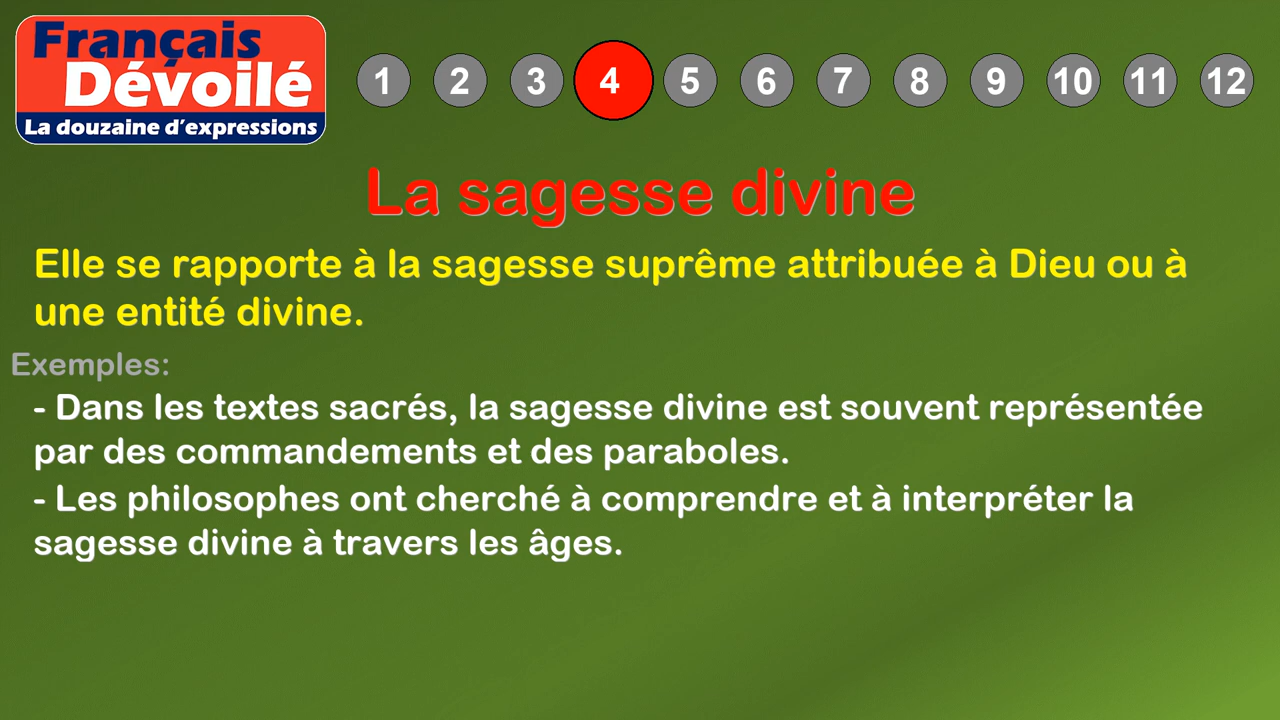 Français
Dévoilé
La douzaine d'expressions
1 2 3 4 5 6 7 8 9 10 11 12
La sagesse divine
Elle se rapporte à la sagesse suprême attribuée à Dieu ou à
une entité divine.
Exemples:
- Dans les textes sacrés, la sagesse divine est souvent représentée
par des commandements et des paraboles.
- Les philosophes ont cherché à comprendre et à interpréter la
sagesse divine à travers les âges.